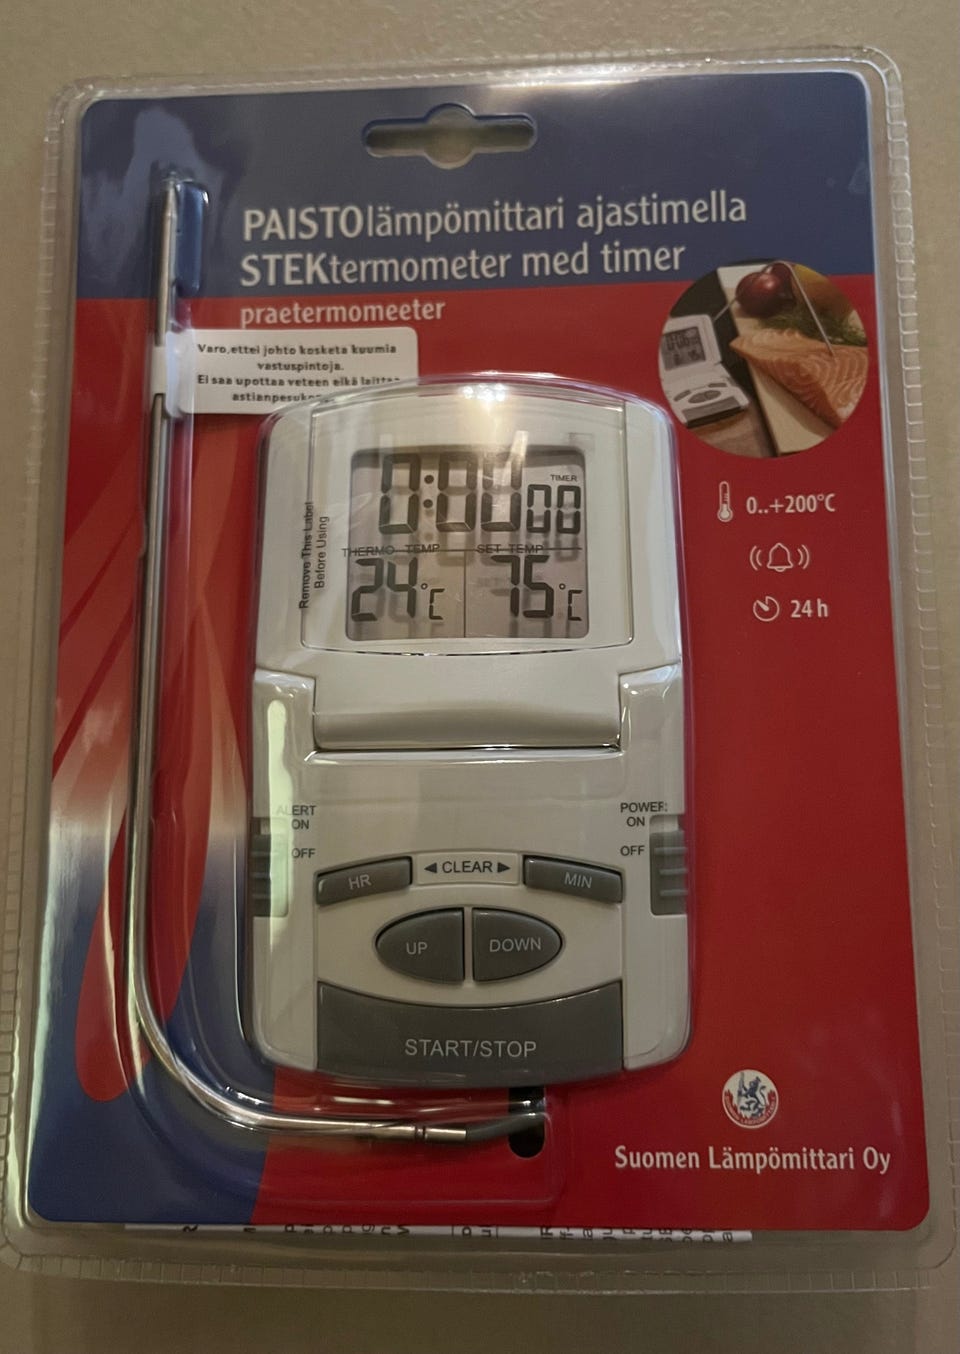 PAISTOlämpömittari ajastimella
STEKtermometer med timer
praetermomeeter
Varo, ettei johto kosketa kuumia
vastuspintoja.
Ei saa upottaa veteen eikä laittaa
0:00 00
TIMER
THERMO TEMP
SET TEMP
24°C
75°C
Remove This Label
Before Using
0..+200°C
24 h
ALERT
ON
OFF
POWER
ON
OFF
HR
◄ CLEAR ►
MIN
UP
DOWN
START/STOP
Suomen Lämpömittari Oy